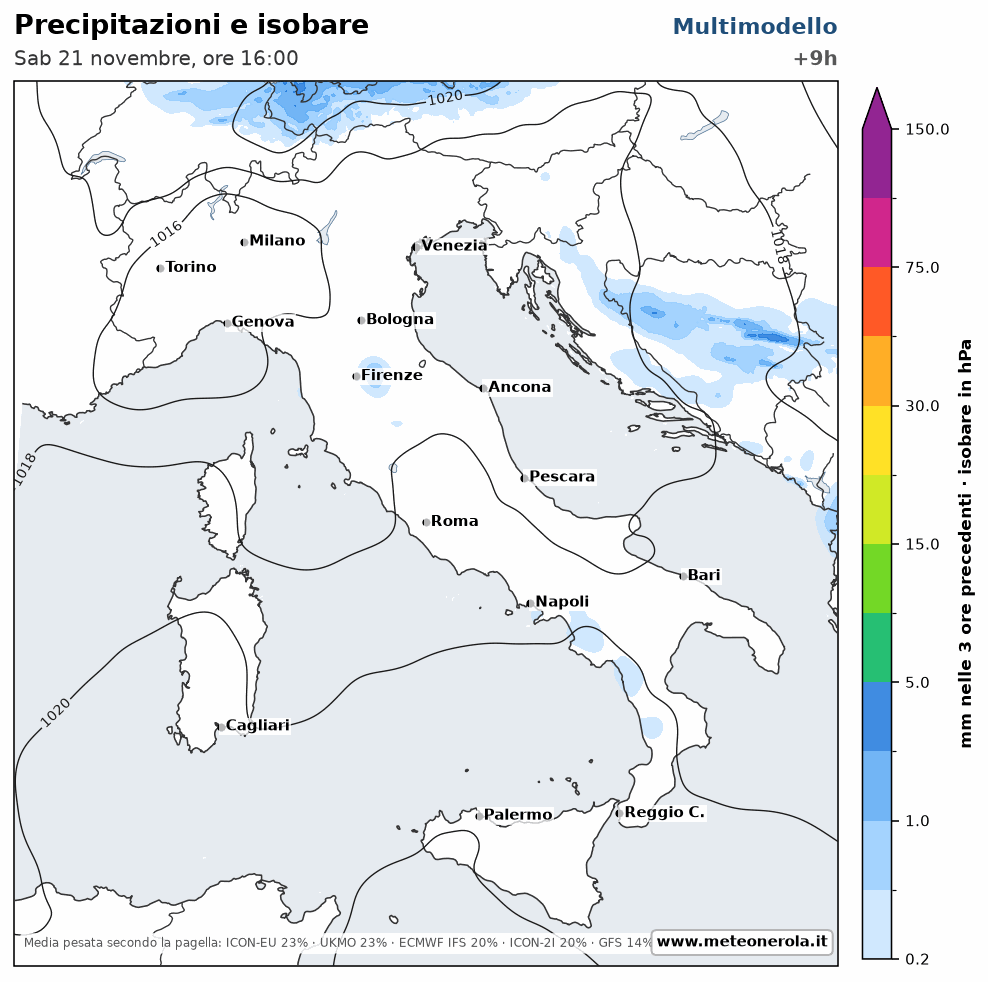 Precipitazioni e isobare
Multimodello
Sab 21 novembre, ore 16:00
+9h
1020
150.0
1016
Milano
Venezia
1018
Torino
75.0
Genova
Bologna
Firenze
Ancona
30.0
1018
Pescara
Roma
15.0
Bari
Napoli
5.0
1020
Cagliari
Palermo
Reggio C.
1.0
mm nelle 3 ore precedenti · isobare in hPa
Media pesata secondo la pagella: ICON-EU 23% · UKMO 23% · ECMWF IFS 20% · ICON-2I 20% · GFS 14%
www.meteonerola.it
0.2